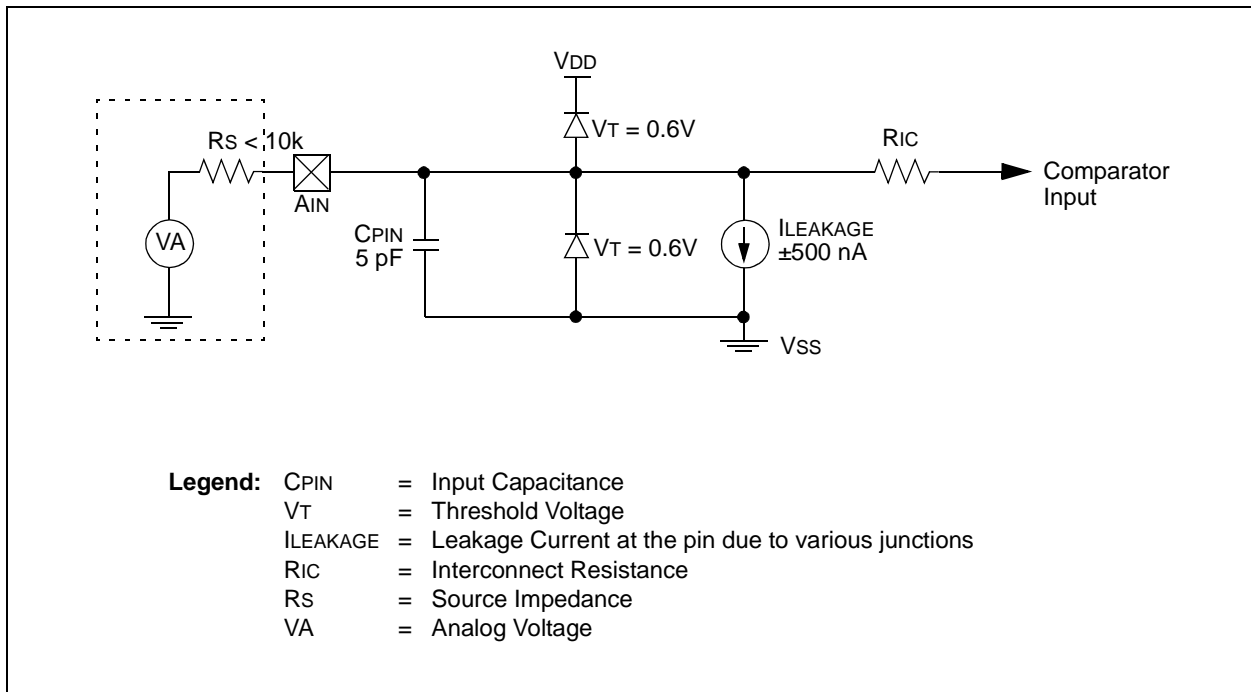 VDD
VT = 0.6V
RS < 10k
RIC
AIN
Comparator
Input
VA
CPIN
5 pF
VT = 0.6V
ILEAKAGE
±500 nA
VSS
Legend: CPIN = Input Capacitance
VT = Threshold Voltage
ILEAKAGE = Leakage Current at the pin due to various junctions
RIC = Interconnect Resistance
RS = Source Impedance
VA = Analog Voltage